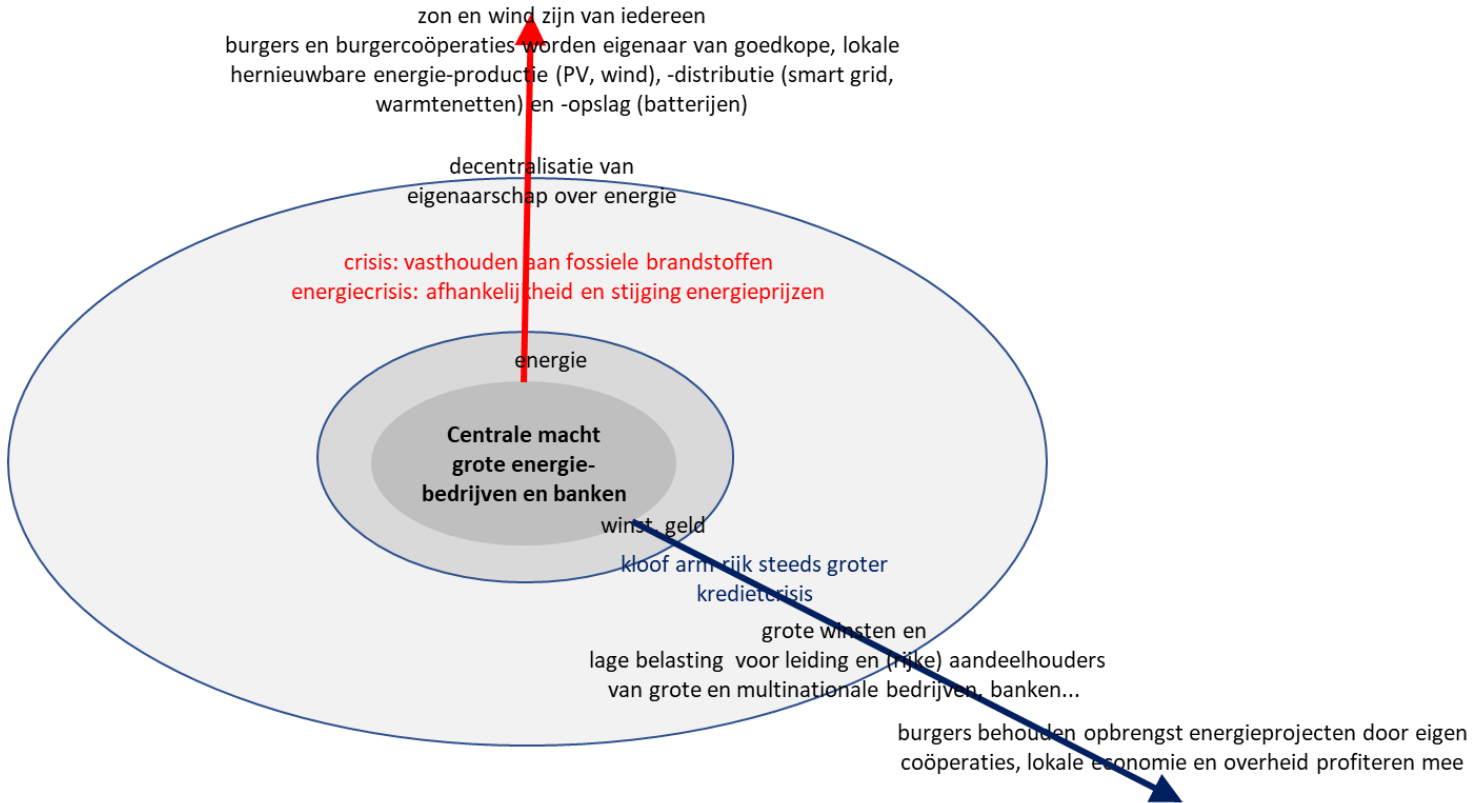 zon en wind zijn van iedereen
burgers en burgercoöperaties worden eigenaar van goedkope, lokale
hernieuwbare energie-productie (PV, wind), -distributie (smart grid,
warmtenetten) en -opslag (batterijen)
decentralisatie van
eigenaarschap over energie
crisis: vasthouden aan fossiele brandstoffen
energiecrisis: afhankelijkheid en stijging energieprijzen
energie
Centrale macht
grote energie-
bedrijven en banken
winst, geld
kloof arm rijk steeds groter
kredietcrisis
grote winsten en
lage belasting voor leiding en (rijke) aandeelhouders
van grote en multinationale bedrijven, banken...
burgers behouden opbrengst energieprojecten door eigen
coöperaties, lokale economie en overheid profiteren mee